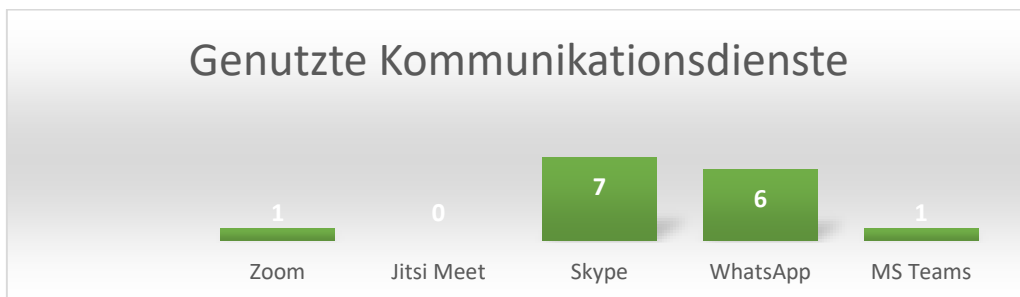 Genutzte Kommunikationsdienste
1 0 7 6 1
Zoom Jitsi Meet Skype WhatsApp MS Teams